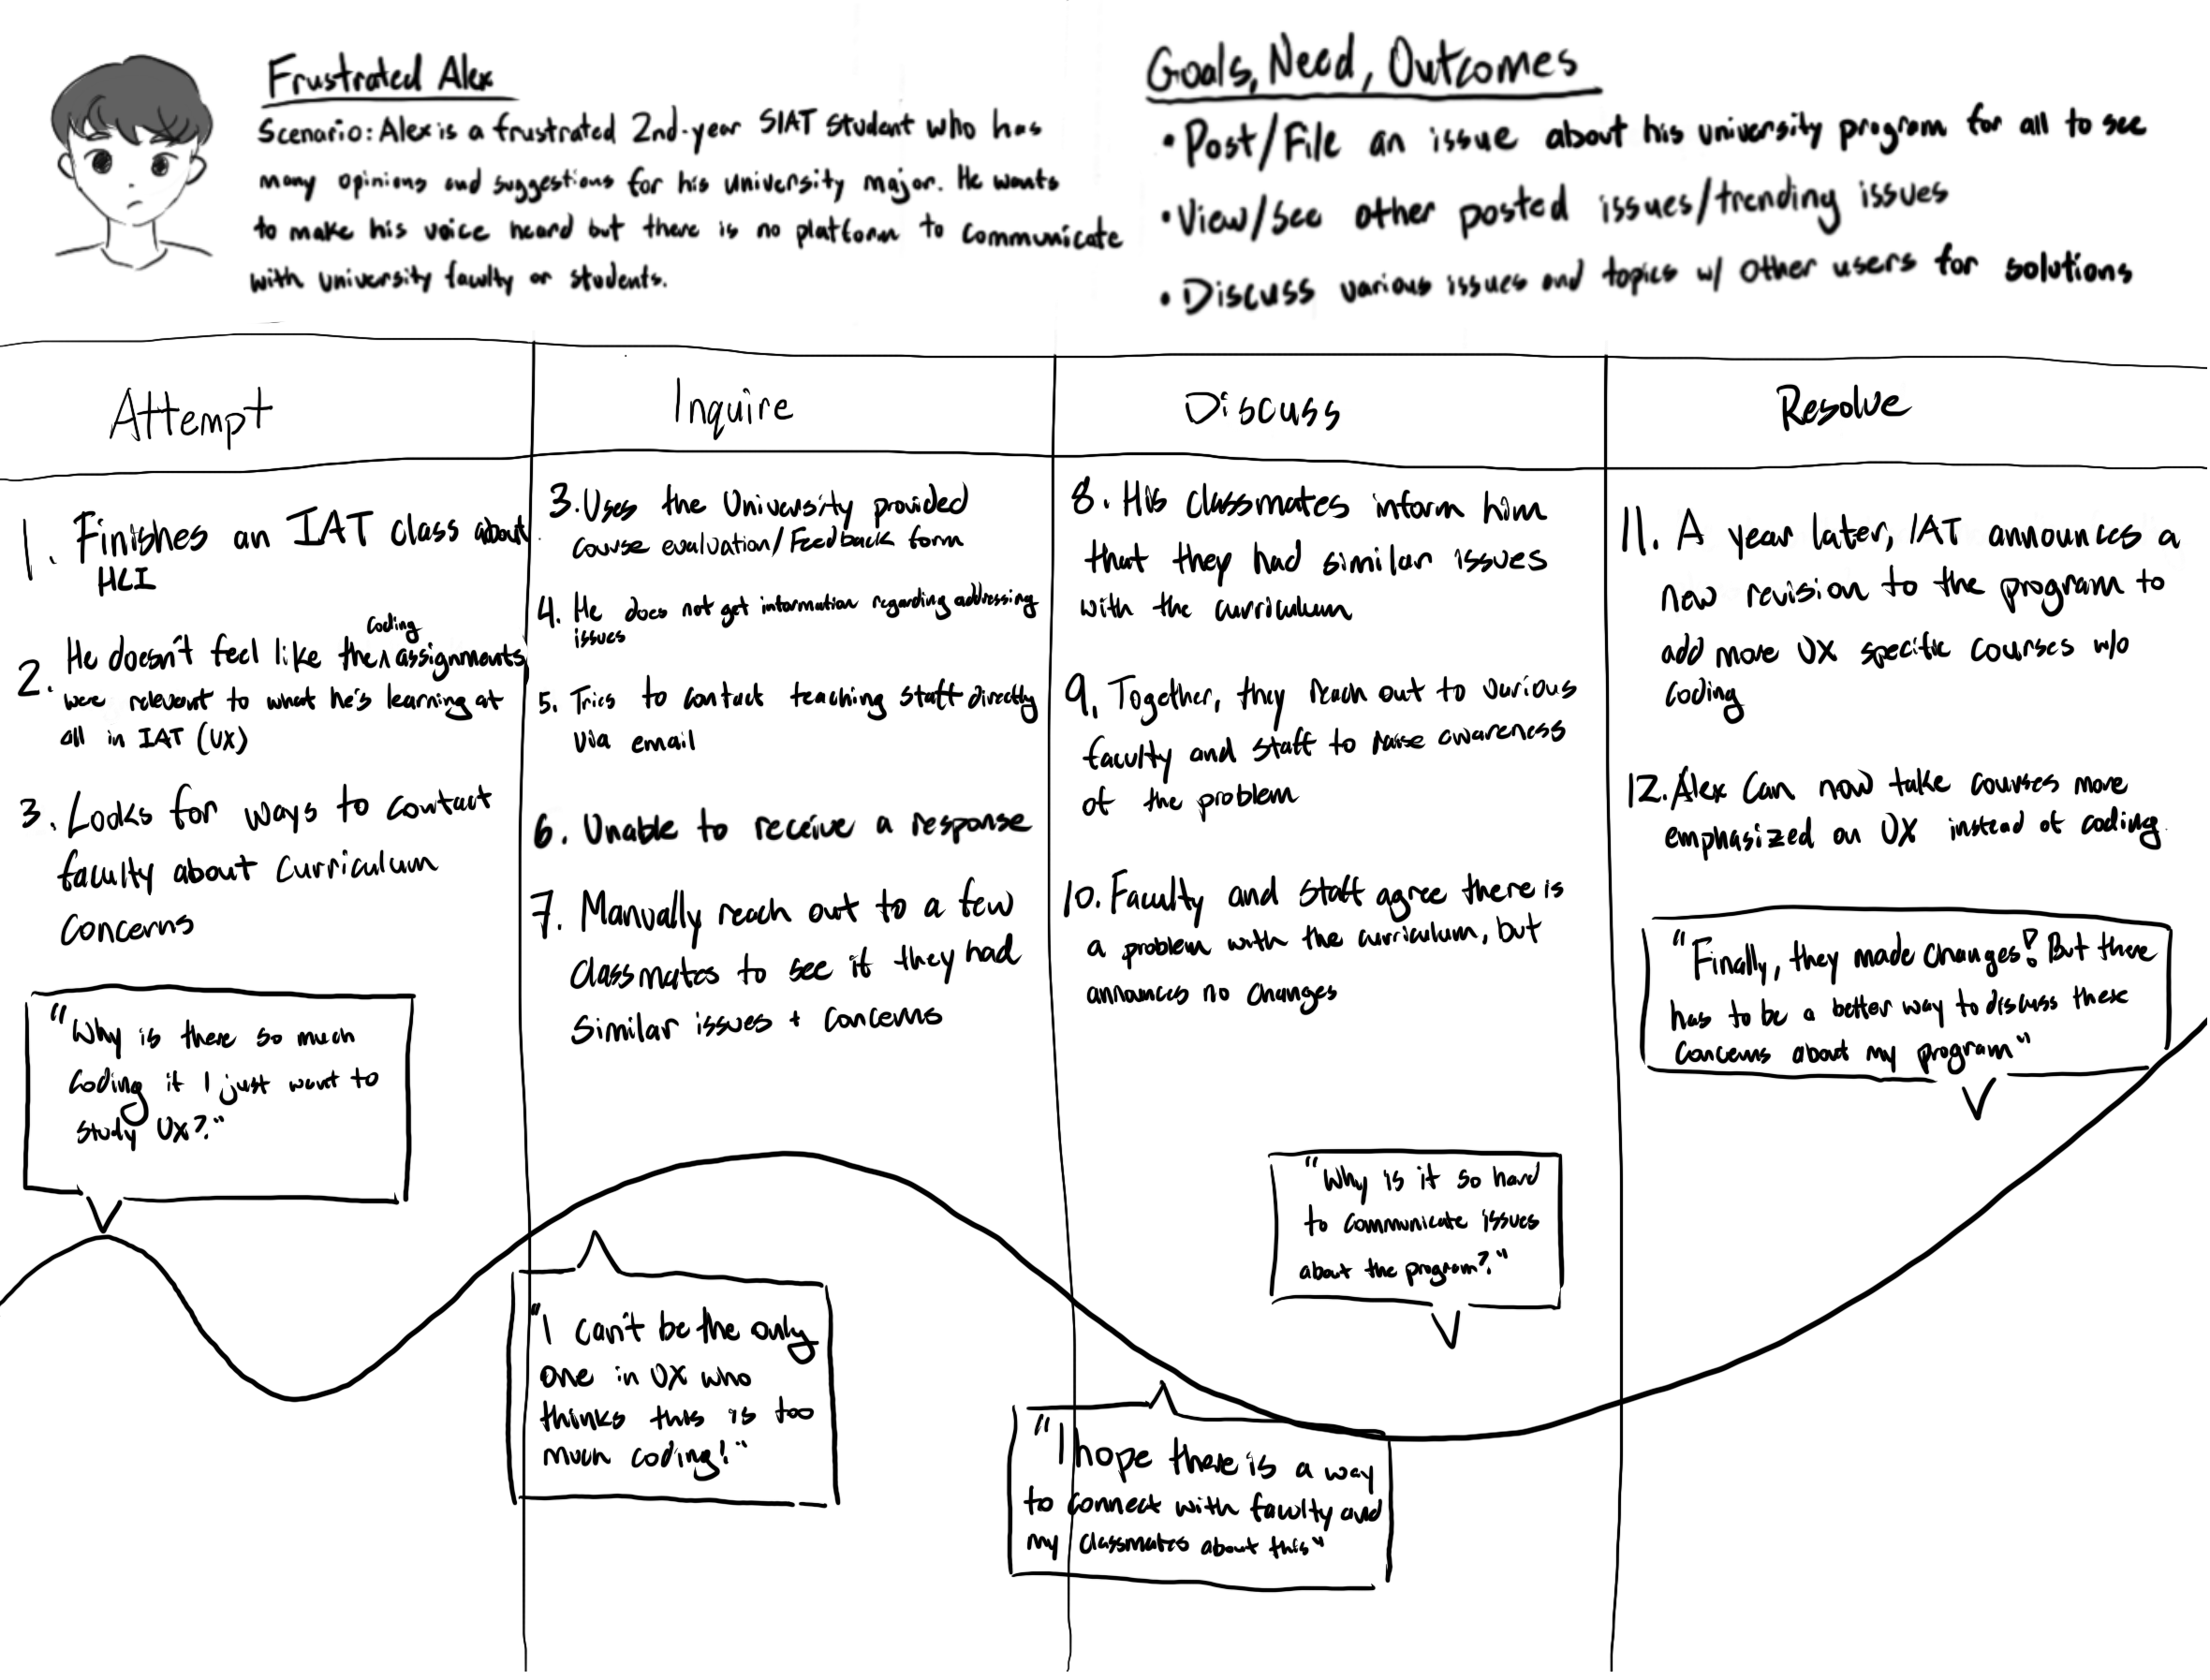 Frustrated Alex
Scenario: Alex is a frustrated 2nd-year SIAT student who has
many opinions and suggestions for his university major. He wants
to make his voice heard but there is no platform to communicate
with university faculty or students.
Goals, Need, Outcomes
• Post/File an issue about his university program for all to see
• View/See other posted issues/trending issues
• Discuss various issues and topics w/ other users for solutions
Attempt
1. Finishes an IAT class about
HCI
2. He doesn't feel like the coding assignments
were relevant to what he's learning at
all in IAT (UX)
3. Looks for ways to contact
faculty about curriculum
concerns
"Why is there so much
coding if I just want to
study UX?"
Inquire
3. Uses the University provided
course evaluation/Feedback form
4. He does not get information regarding addressing
issues
5. Tries to contact teaching staff directly
via email
6. Unable to receive a response
7. Manually reach out to a few
classmates to see if they had
similar issues + concerns
"I can't be the only
one in UX who
thinks this is too
much coding!"
Discuss
8. His classmates inform him
that they had similar issues
with the curriculum
9. Together, they reach out to various
faculty and staff to raise awareness
of the problem
10. Faculty and staff agree there is
a problem with the curriculum, but
announces no changes
"Why is it so hard
to communicate issues
about the program?"
"I hope there is a way
to connect with faculty and
my classmates about this"
Resolve
11. A year later, IAT announces a
new revision to the program to
add more UX specific courses w/o
coding
12. Alex can now take courses more
emphasized on UX instead of coding.
"Finally, they made changes! But there
has to be a better way to discuss these
concerns about my program"